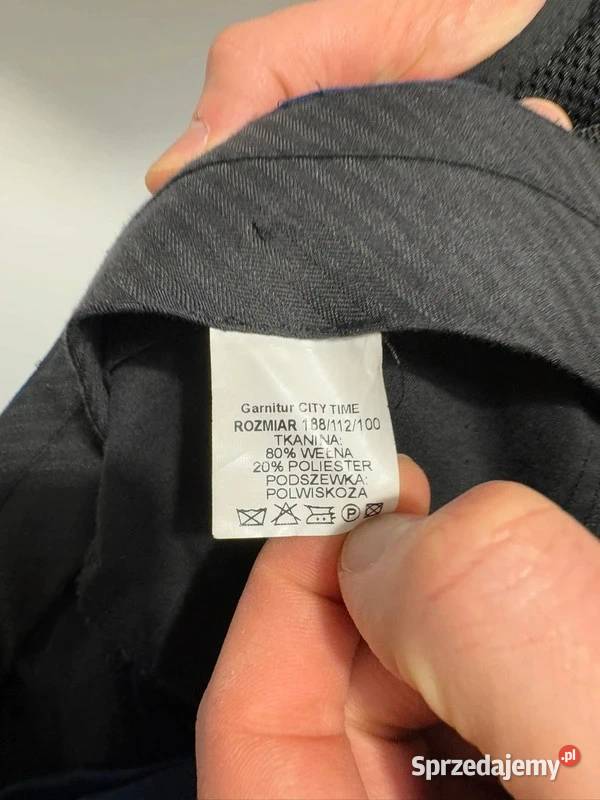 Garnitur CITY TIME
ROZMIAR 188/112/100
TKANINA:
80% WEŁNA
20% POLIESTER
PODSZEWKA:
POLWISKOZA
P
Sprzedajemy.pl